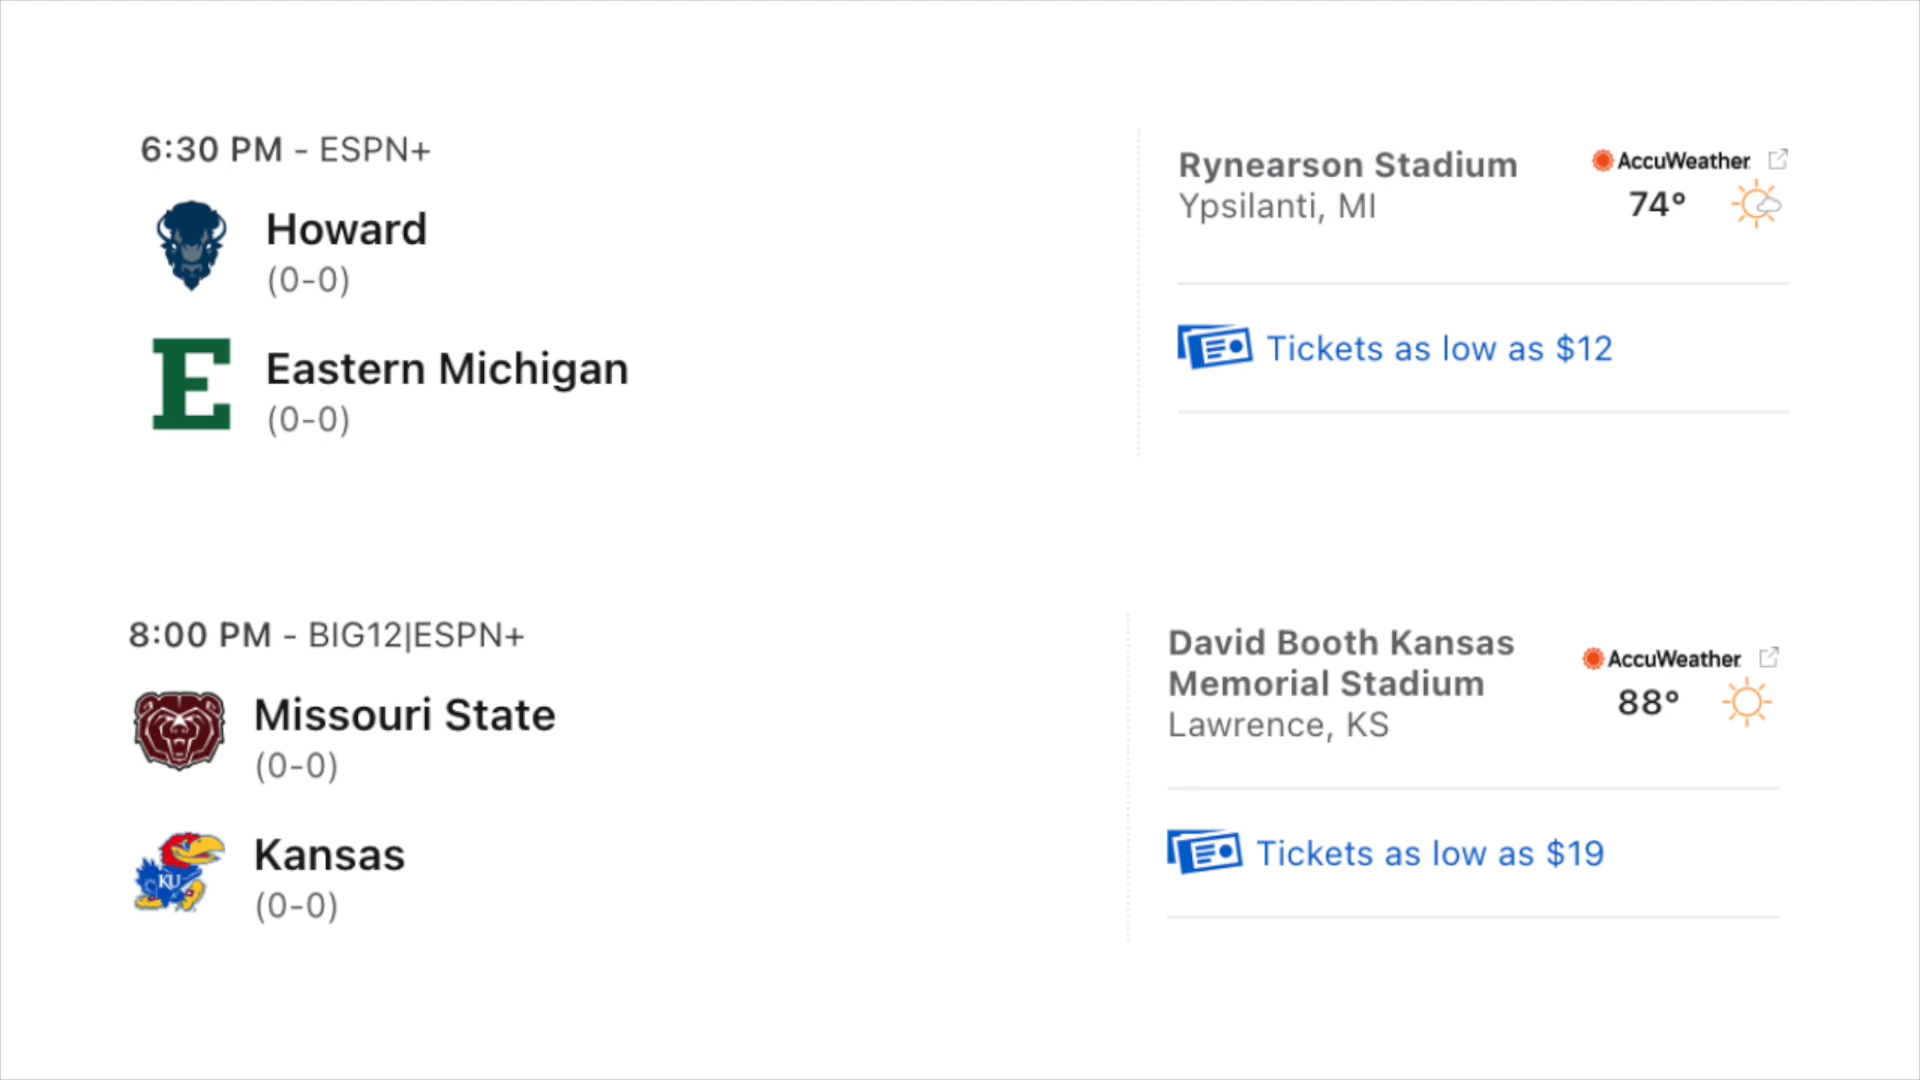 6:30 PM - ESPN+
Howard
(0-0)
E
Eastern Michigan
(0-0)
Rynearson Stadium
Ypsilanti, MI
AccuWeather
74°
Tickets as low as $12
8:00 PM - BIG12|ESPN+
Missouri State
(0-0)
KU
Kansas
(0-0)
David Booth Kansas
Memorial Stadium
Lawrence, KS
AccuWeather
88°
Tickets as low as $19